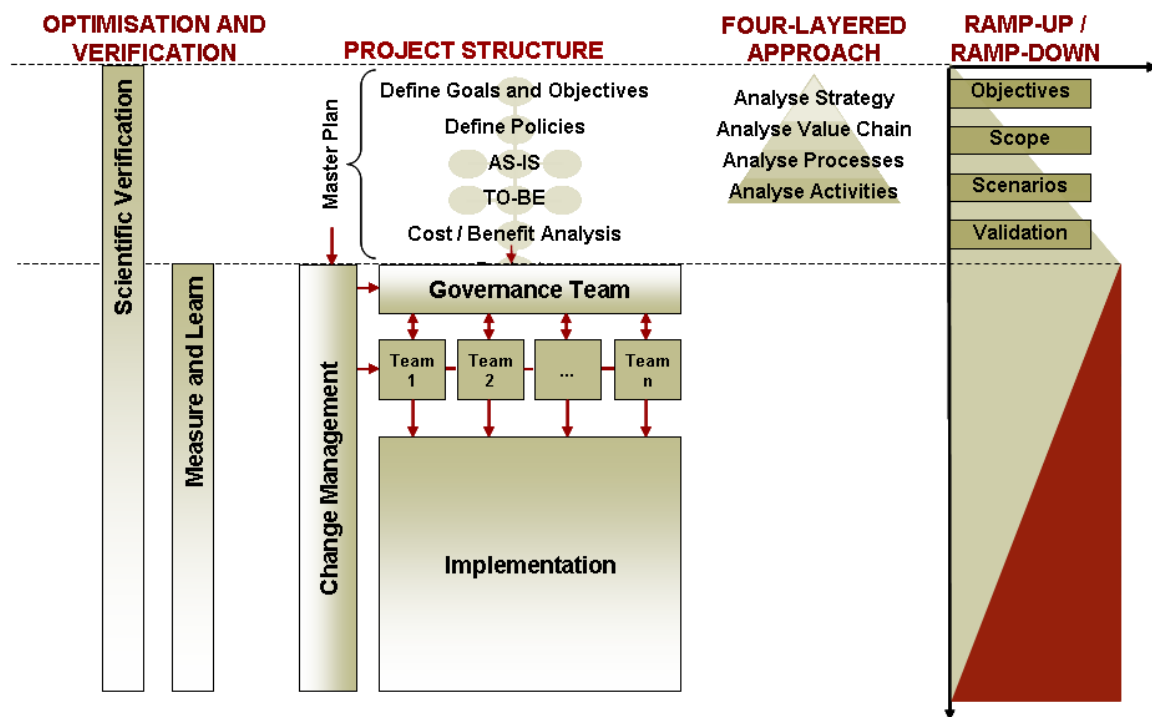 OPTIMISATION AND
VERIFICATION
PROJECT STRUCTURE
FOUR-LAYERED
APPROACH
RAMP-UP /
RAMP-DOWN
Scientific Verification
Measure and Learn
Master Plan
Define Goals and Objectives
Define Policies
AS-IS
TO-BE
Cost / Benefit Analysis
Change Management
Governance Team
Team
1
Team
2
...
Team
n
Implementation
Analyse Strategy
Analyse Value Chain
Analyse Processes
Analyse Activities
Objectives
Scope
Scenarios
Validation